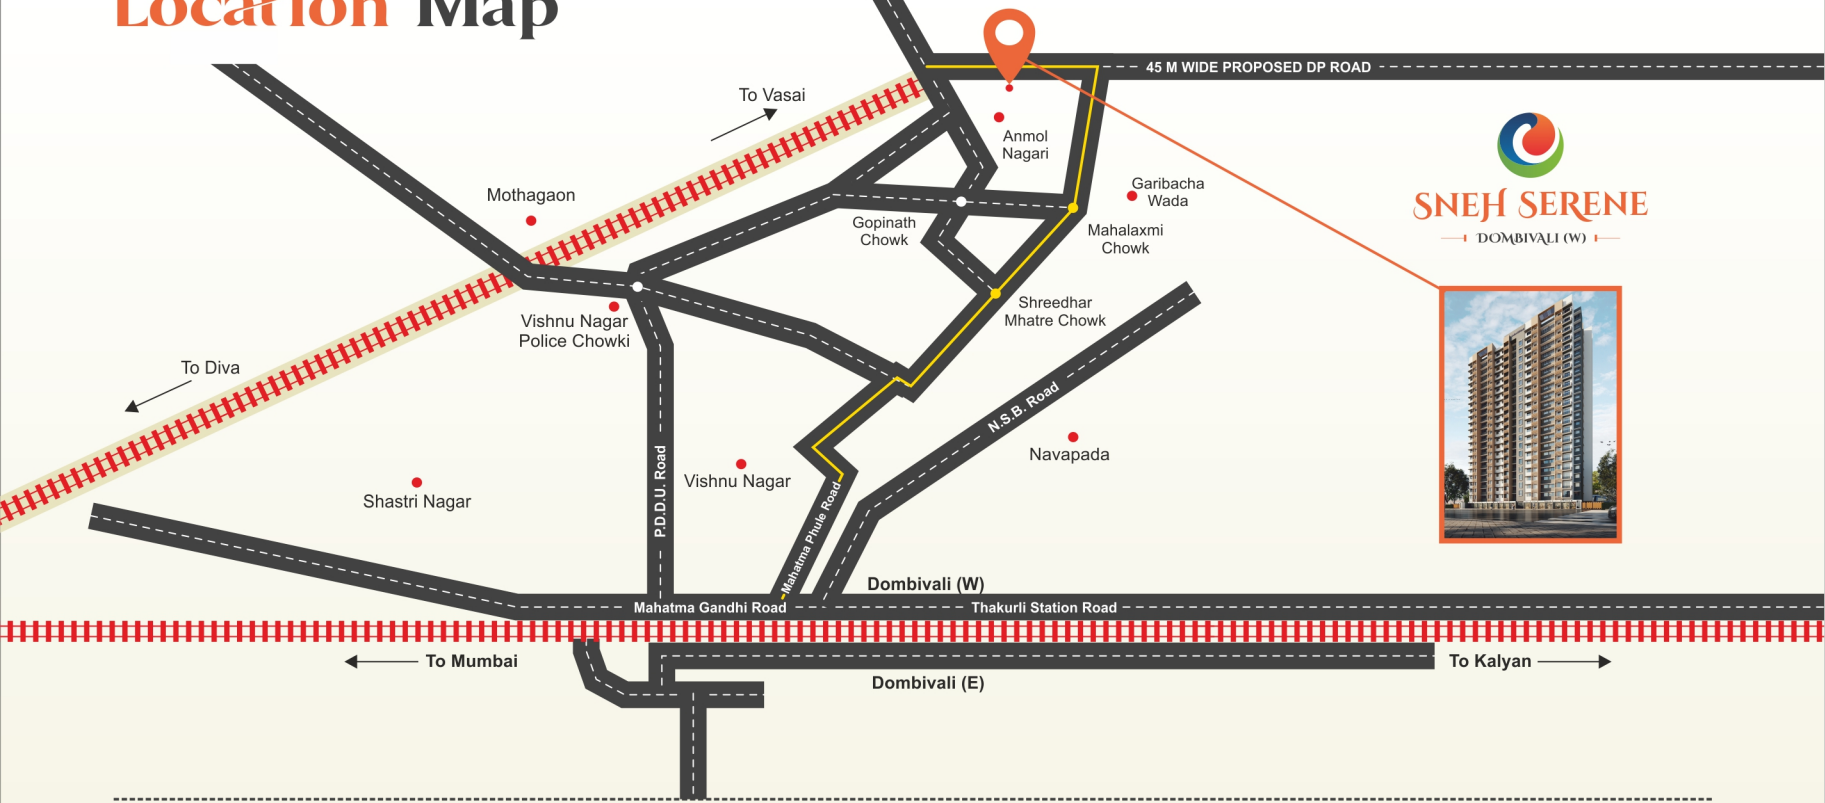 Location Map
45 M WIDE PROPOSED DP ROAD
To Vasai
Anmol
Nagari
Mothagaon
Garibacha
Wada
SNEH SERENE
DOMBIVALI (W)
Gopinath
Chowk
Mahalaxmi
Chowk
Shreedhar
Mhatre Chowk
Vishnu Nagar
Police Chowki
To Diva
N.S.B. Road
Navapada
P.D.D.U. Road
Vishnu Nagar
Shastri Nagar
Mahatma Phule Road
Dombivali (W)
Mahatma Gandhi Road
Thakurli Station Road
To Mumbai
To Kalyan
Dombivali (E)